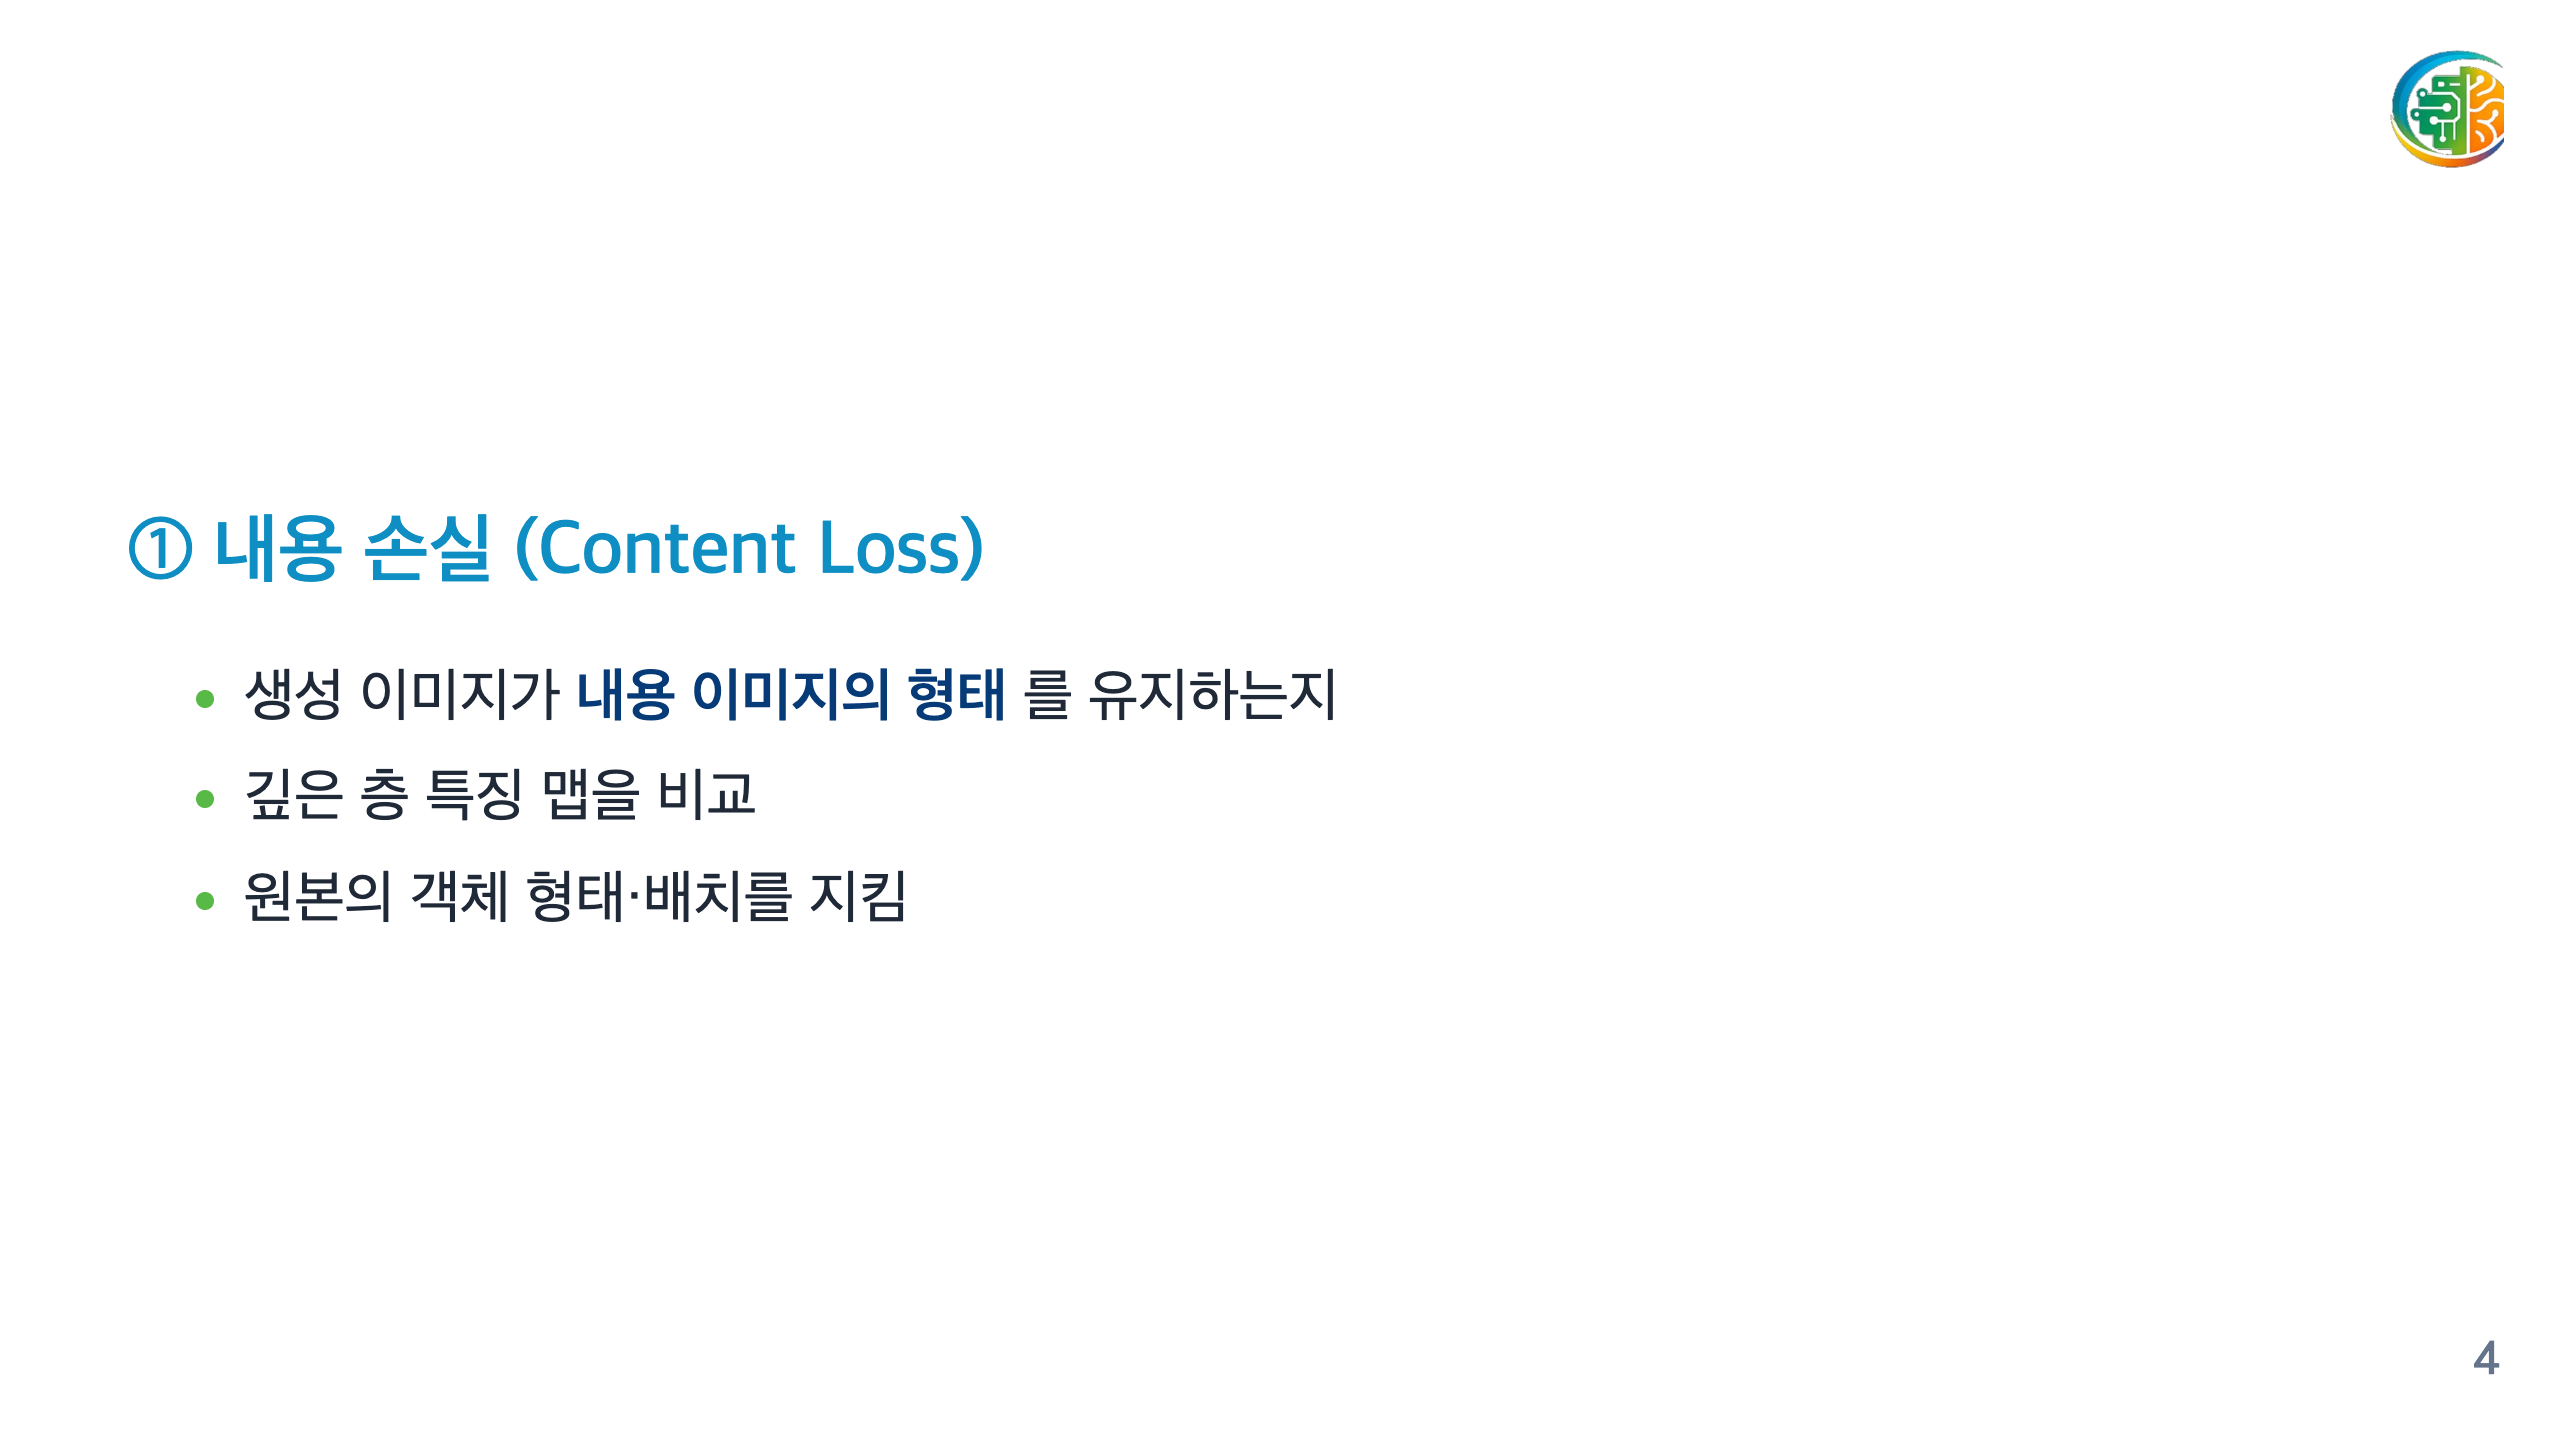 ① 내용 손실 (Content Loss)
• 생성 이미지가 내용 이미지의 형태 를 유지하는지
• 깊은 층 특징 맵을 비교
• 원본의 객체 형태·배치를 지킴
4